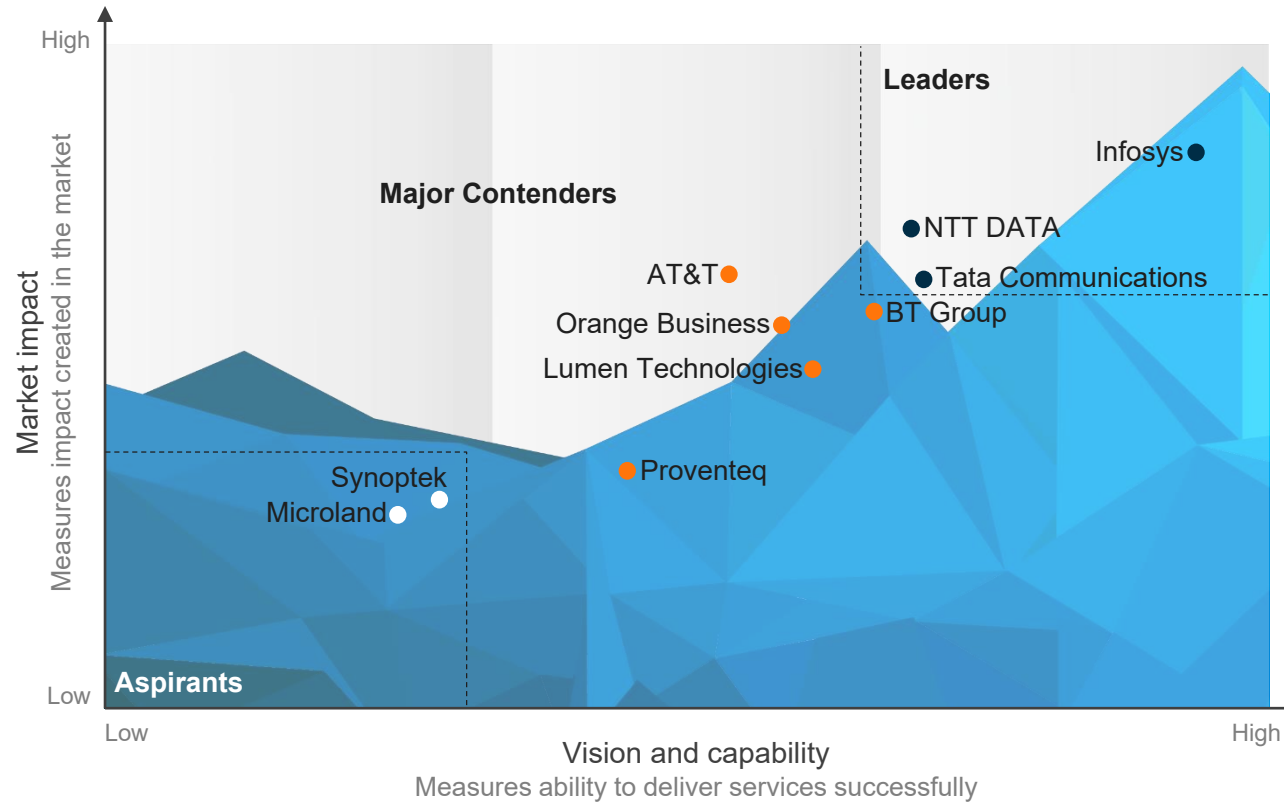 High
Leaders
Infosys
Major Contenders
NTT DATA
AT&T
Tata Communications
BT Group
Orange Business
Lumen Technologies
Proventeq
Synoptek
Microland
Aspirants
Low
Market impact
Measures impact created in the market
Low
High
Vision and capability
Measures ability to deliver services successfully